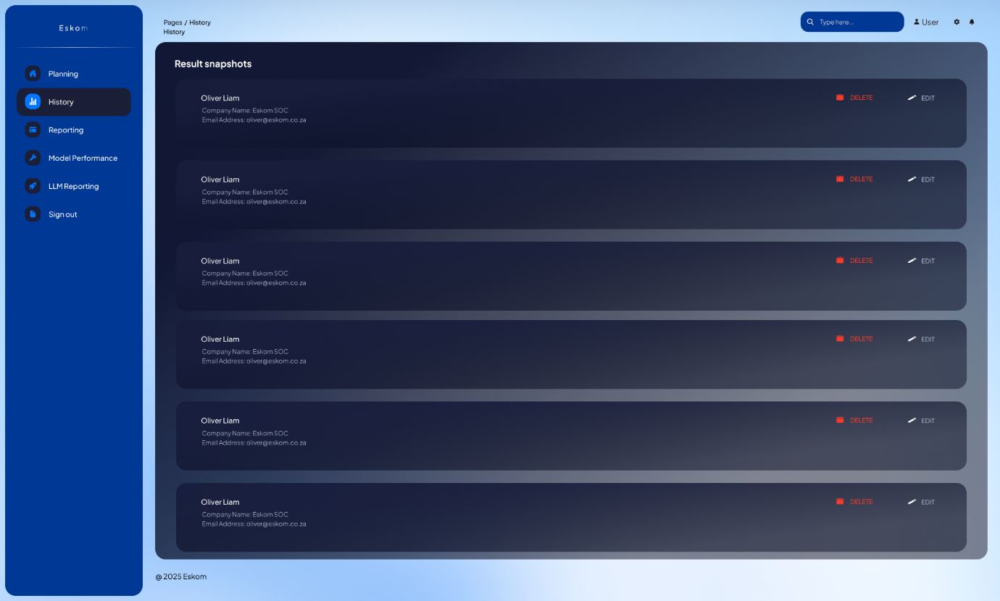 Eskom
Planning
History
Reporting
Model Performance
LLM Reporting
Sign out
Pages / History
History
Type here...
User
Result snapshots
Oliver Liam
Company Name: Eskom SOC
Email Address: oliver@eskom.co.za
DELETE
EDIT
Oliver Liam
Company Name: Eskom SOC
Email Address: oliver@eskom.co.za
DELETE
EDIT
Oliver Liam
Company Name: Eskom SOC
Email Address: oliver@eskom.co.za
DELETE
EDIT
Oliver Liam
Company Name: Eskom SOC
Email Address: oliver@eskom.co.za
DELETE
EDIT
Oliver Liam
Company Name: Eskom SOC
Email Address: oliver@eskom.co.za
DELETE
EDIT
Oliver Liam
Company Name: Eskom SOC
Email Address: oliver@eskom.co.za
DELETE
EDIT
@ 2025 Eskom